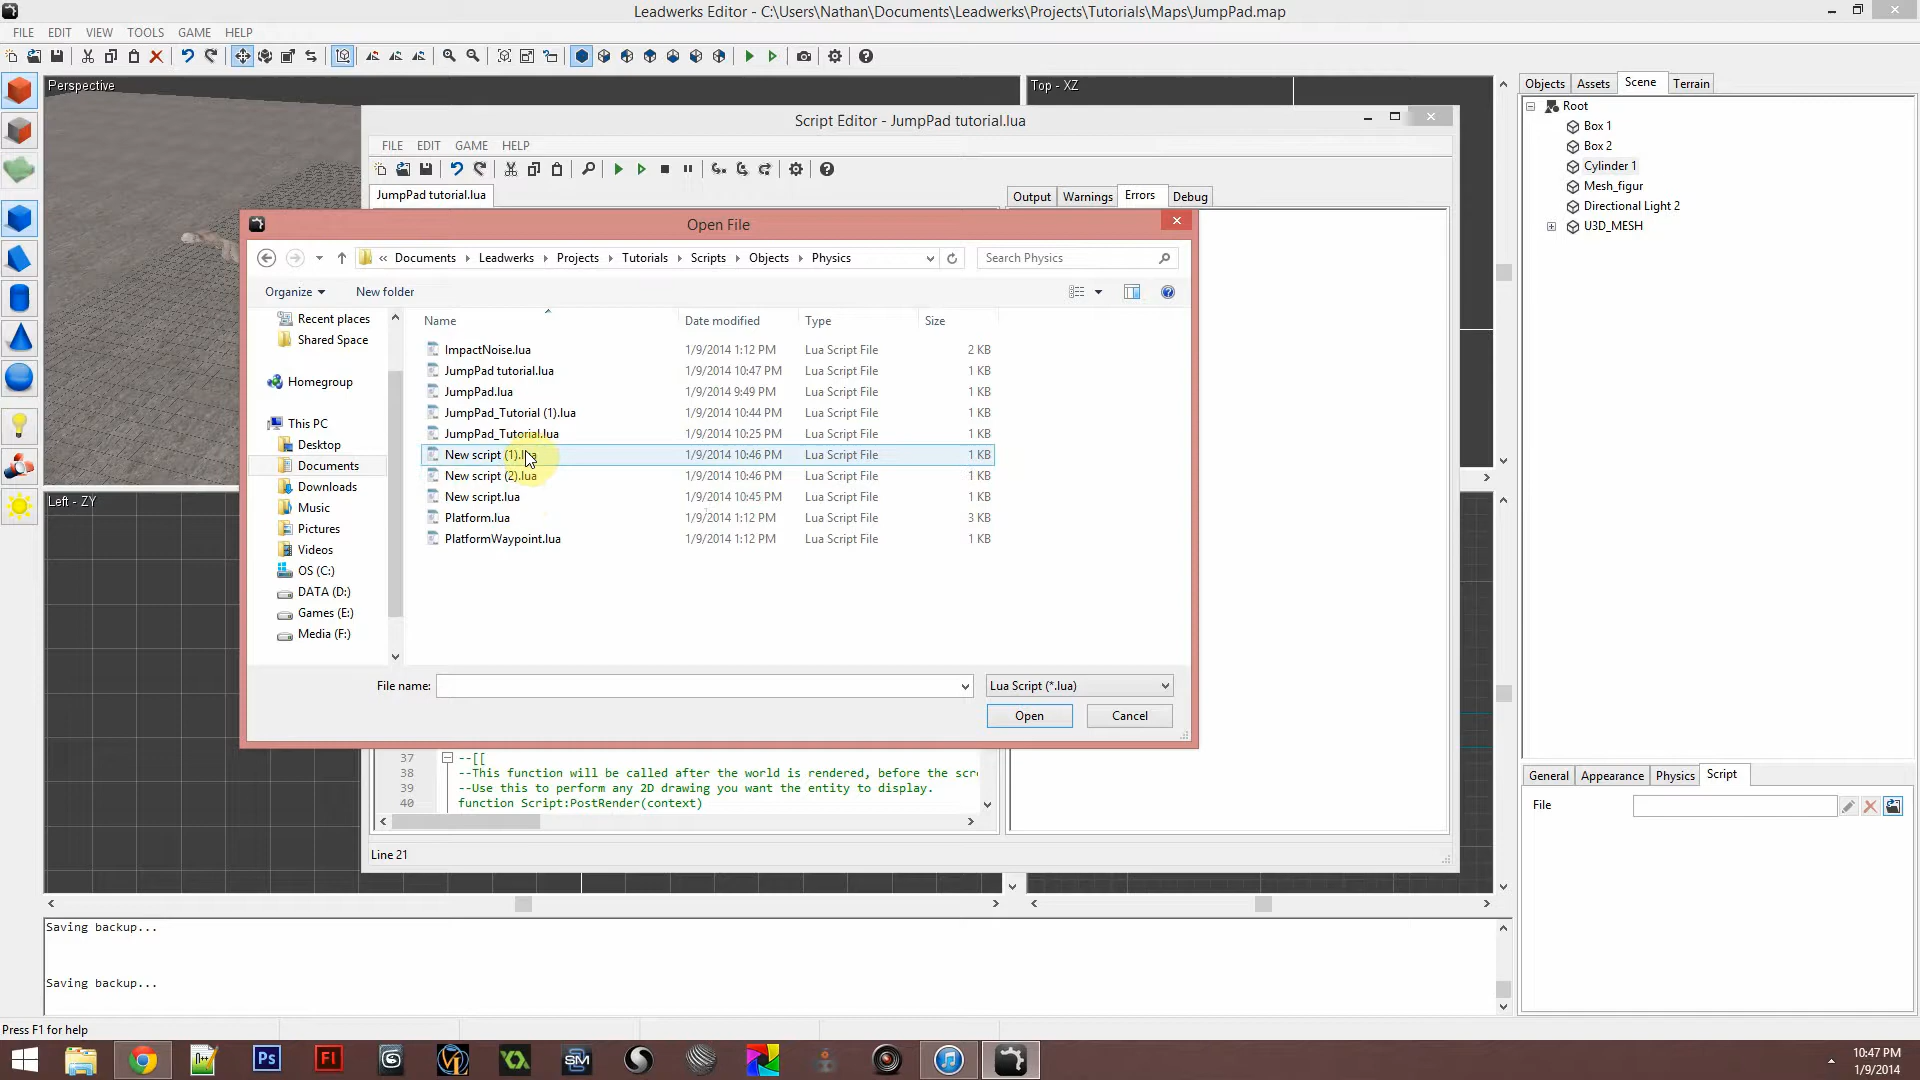 Leadwerks Editor - C:\Users\Nathan\Documents\Leadwerks\Projects\Tutorials\Maps\JumpPad.map
FILE EDIT VIEW TOOLS GAME HELP
Perspective
Top - XZ
Objects Assets Scene Terrain
Root
Box 1
Box 2
Cylinder 1
Mesh_figur
Directional Light 2
U3D_MESH
Script Editor - JumpPad tutorial.lua
FILE EDIT GAME HELP
JumpPad tutorial.lua
Output Warnings Errors Debug
Open File
« Documents Leadwerks Projects Tutorials Scripts Objects Physics
Search Physics
Organize New folder
Recent places
Shared Space
Homegroup
This PC
Desktop
Documents
Downloads
Music
Pictures
Videos
OS (C:)
DATA (D:)
Games (E:)
Media (F:)
Name Date modified Type Size
ImpactNoise.lua 1/9/2014 1:12 PM Lua Script File 2 KB
JumpPad tutorial.lua 1/9/2014 10:47 PM Lua Script File 1 KB
JumpPad.lua 1/9/2014 9:49 PM Lua Script File 1 KB
JumpPad_Tutorial (1).lua 1/9/2014 10:44 PM Lua Script File 1 KB
JumpPad_Tutorial.lua 1/9/2014 10:25 PM Lua Script File 1 KB
New script (1).lua 1/9/2014 10:46 PM Lua Script File 1 KB
New script (2).lua 1/9/2014 10:46 PM Lua Script File 1 KB
New script.lua 1/9/2014 10:45 PM Lua Script File 1 KB
Platform.lua 1/9/2014 1:12 PM Lua Script File 3 KB
PlatformWaypoint.lua 1/9/2014 1:12 PM Lua Script File 1 KB
File name:
Lua Script (*.lua)
Open Cancel
37 --[[
38 --This function will be called after the world is rendered, before the scre
39 --Use this to perform any 2D drawing you want the entity to display.
40 function Script:PostRender(context)
Line 21
Left - ZY
General Appearance Physics Script
File
Saving backup...
Saving backup...
Press F1 for help
Ps
Fl
SM
10:47 PM
1/9/2014